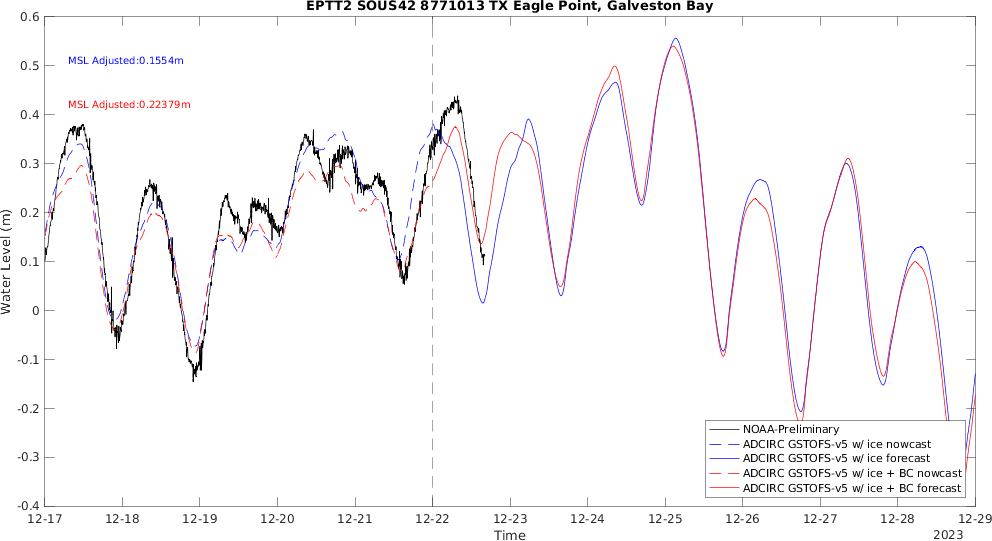 EPTT2 SOUS42 8771013 TX Eagle Point, Galveston Bay
0.6
0.5
0.4
0.3
0.2
0.1
0
-0.1
-0.2
-0.3
-0.4
Water Level (m)
MSL Adjusted:0.1554m
MSL Adjusted:0.22379m
NOAA-Preliminary
ADCIRC GSTOFS-v5 w/ ice nowcast
ADCIRC GSTOFS-v5 w/ ice forecast
ADCIRC GSTOFS-v5 w/ ice + BC nowcast
ADCIRC GSTOFS-v5 w/ ice + BC forecast
12-17 12-18 12-19 12-20 12-21 12-22 12-23 12-24 12-25 12-26 12-27 12-28 12-29
Time
2023